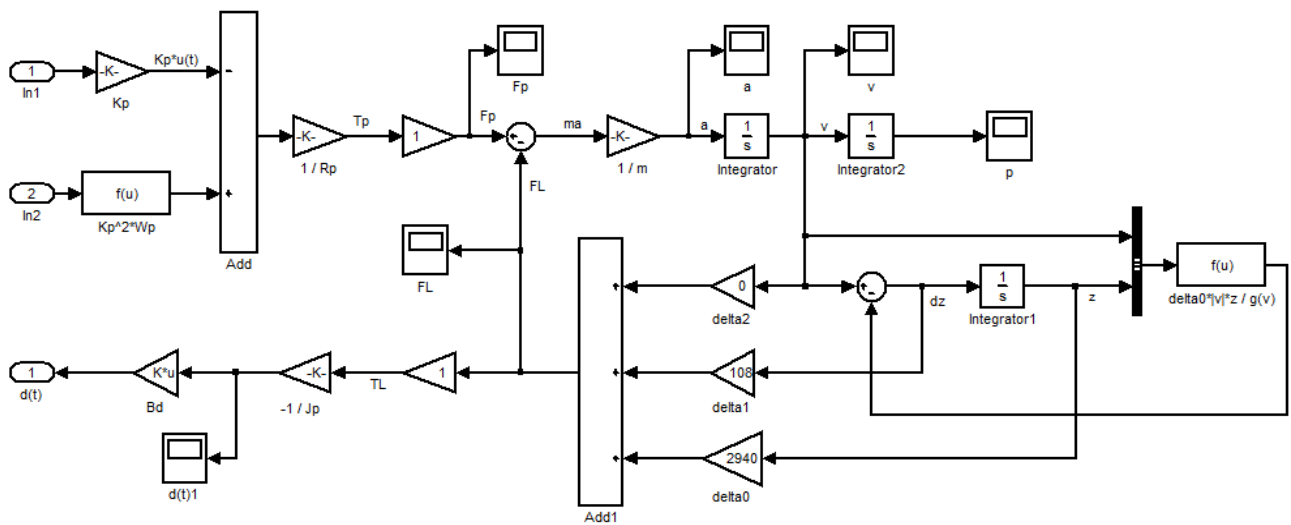 1
In1
-K-
Kp
Kp*u(t)
-
2
In2
f(u)
Kp^2*Wp
+
Add
-K-
1 / Rp
Tp
1
Fp
Fp
+
-
ma
FL
-K-
1 / m
a
a
1
s
Integrator
v
v
1
s
Integrator2
p
FL
+
+
+
Add1
0
delta2
108
delta1
2940
delta0
+
-
dz
1
s
Integrator1
z
f(u)
delta0*|v|*z / g(v)
1
d(t)
K*u
Bd
d(t)1
-K-
-1 / Jp
TL
1